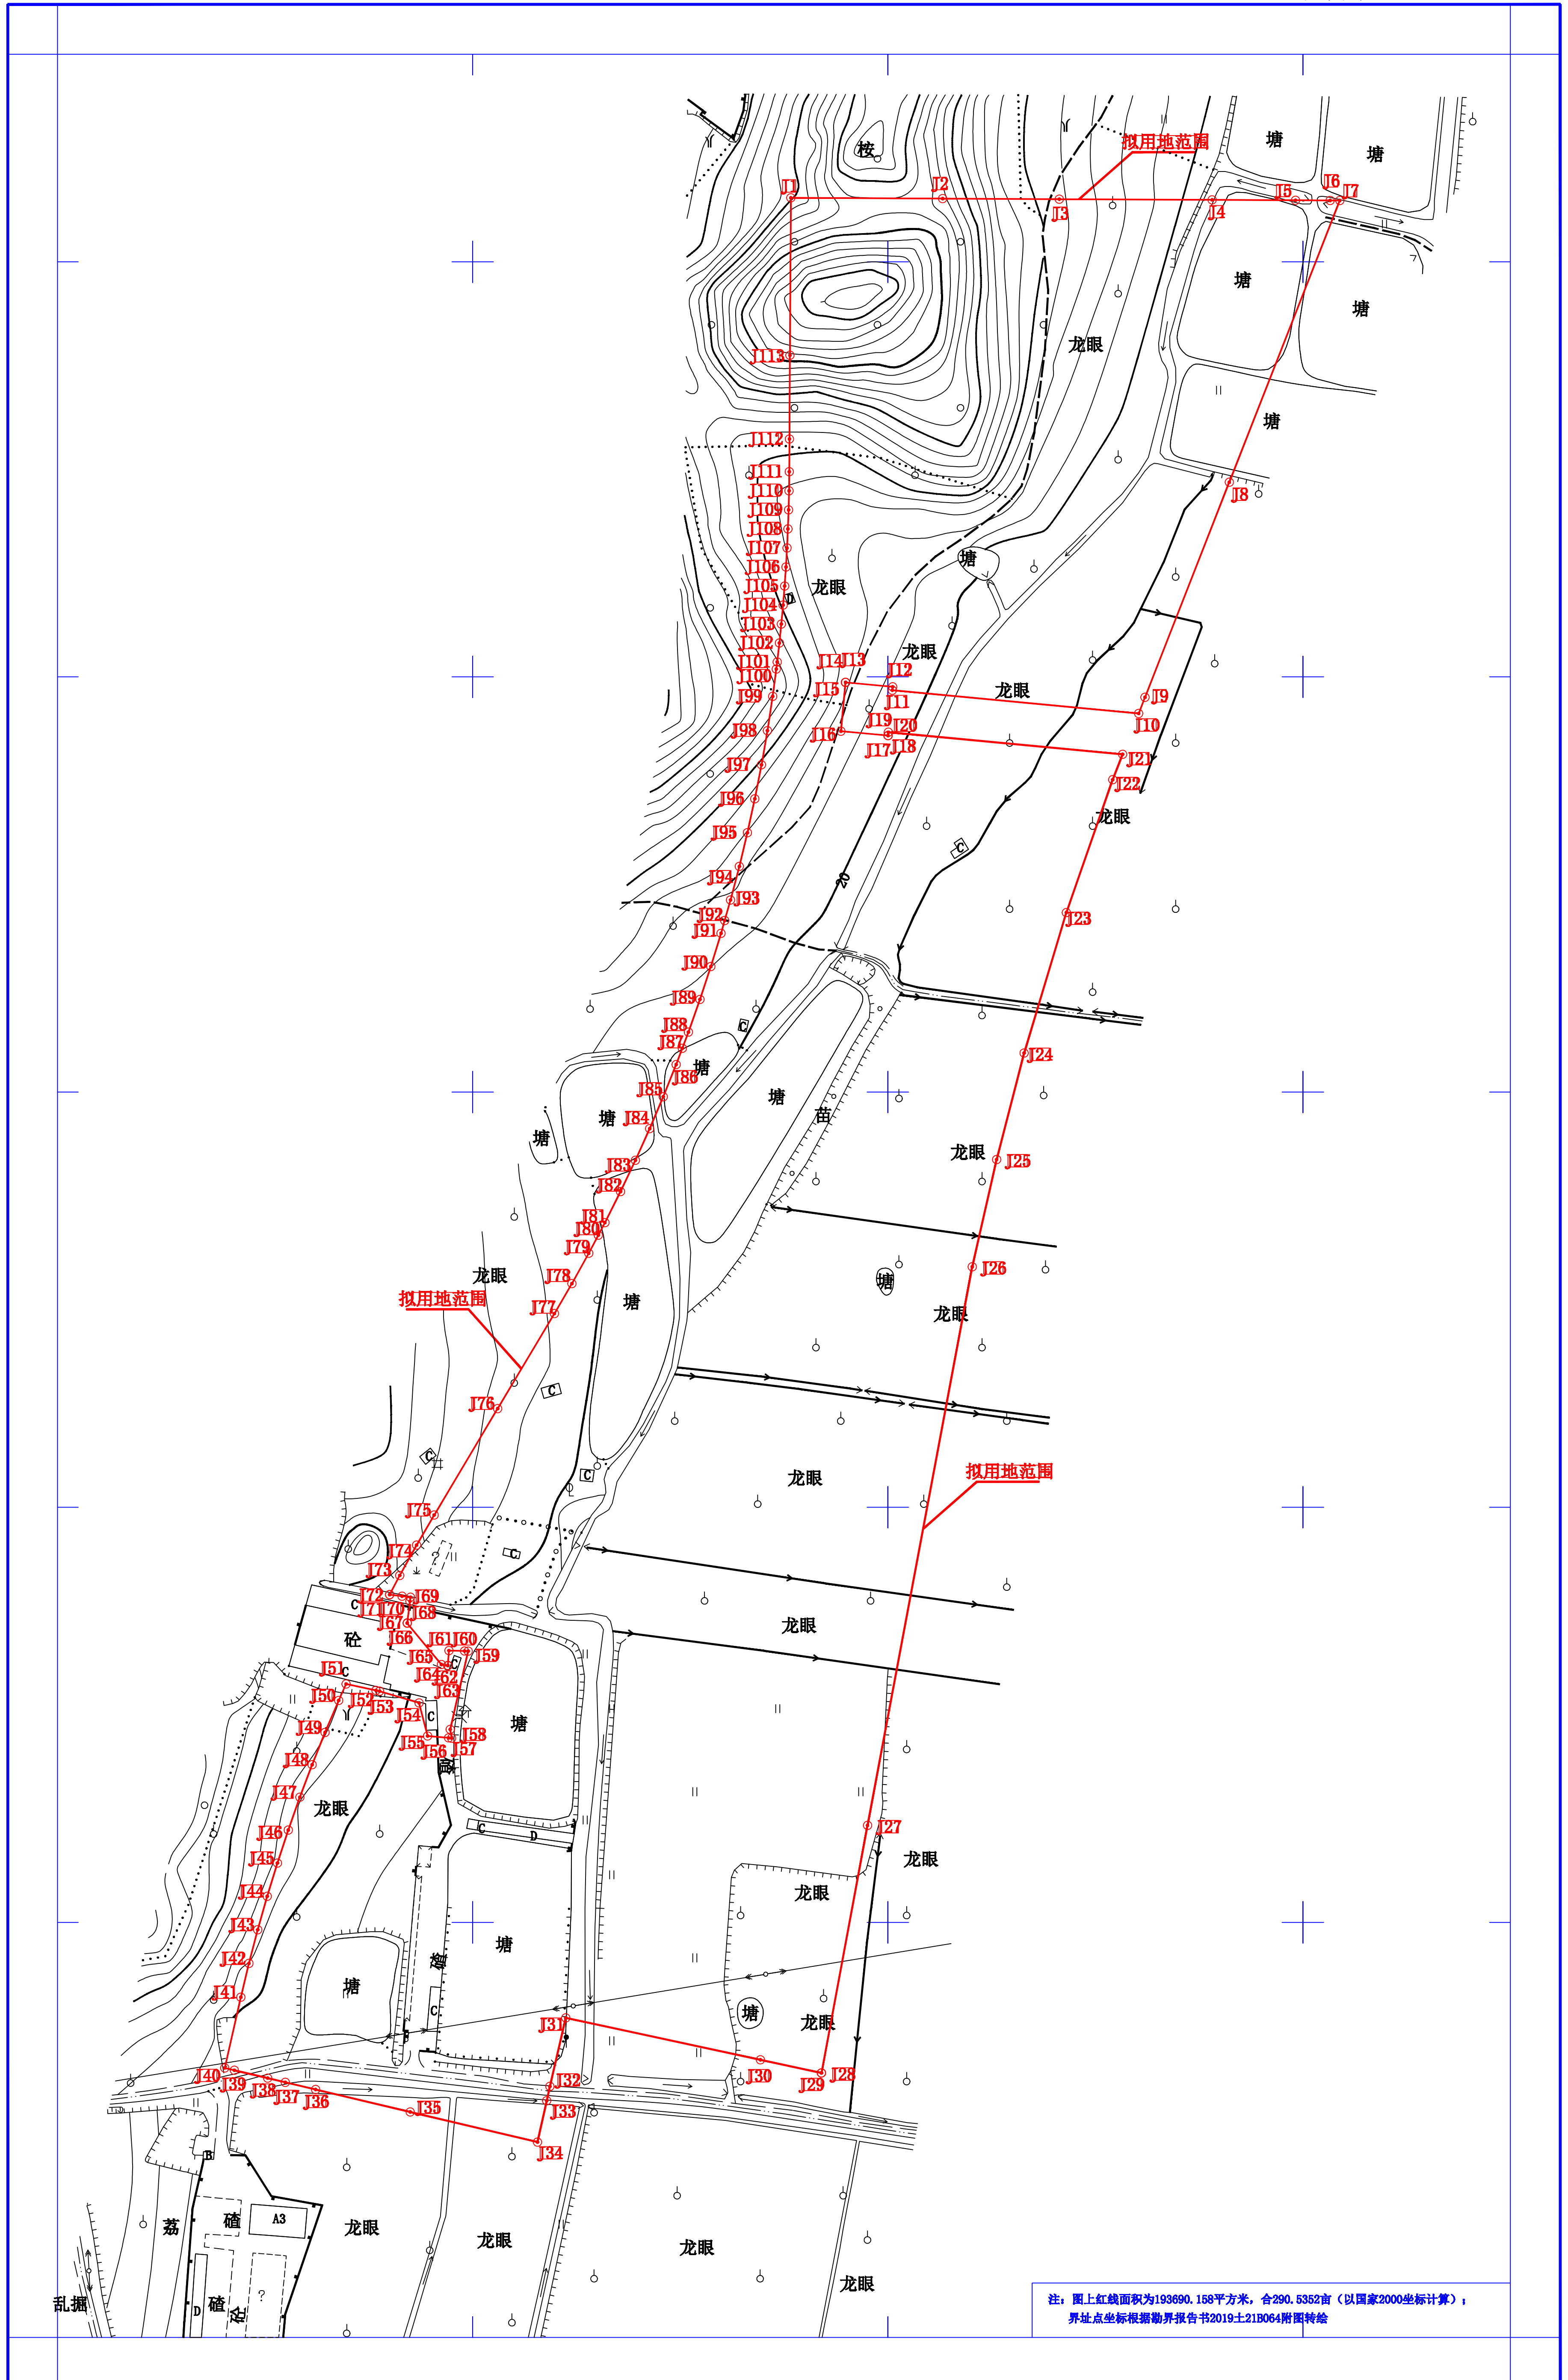 桉
拟用地范围
塘
塘
J1
J2
J3
J4
J5
J6
J7
塘
塘
龙眼
J113
塘
J112
J111
J110
J109
J108
J107
J106
J105
J104
J103
J102
J101
J100
J8
塘
龙眼
D
龙眼
龙眼
J14
J13
J15
J12
J11
J9
J10
J99
J98
J97
J96
J95
J94
J93
J92
J91
J90
J89
J88
J87
J86
J85
J84
J83
J82
J81
J80
J79
J78
J77
J76
J75
J74
J73
J72
J16
J19
J20
J17
J18
J21
J22
龙眼
C
20
J23
C
J24
塘
塘
塘
塘
苗
龙眼
J25
J26
塘
龙眼
龙眼
拟用地范围
塘
C
C
C
龙眼
拟用地范围
C
C
J71
J70
J69
J68
J67
J66
J65
J64
J61
J60
J59
J62
J63
C
砼
C
龙眼
J51
J50
J52
J53
J54
J49
J48
J47
J46
J45
J44
J43
J42
J41
J55
J56
J57
J58
C
塘
龙眼
C
D
J27
龙眼
龙眼
塘
塘
C
塘
龙眼
J31
J30
J29
J28
J40
J39
J38
J37
J36
J35
J32
J33
J34
B
A3
荔
碴
龙眼
龙眼
龙眼
龙眼
乱掘
碴
砼
D
?
注：图上红线面积为193690.158平方米，合290.5352亩（以国家2000坐标计算）；
界址点坐标根据勘界报告书2019土21B064附图转绘